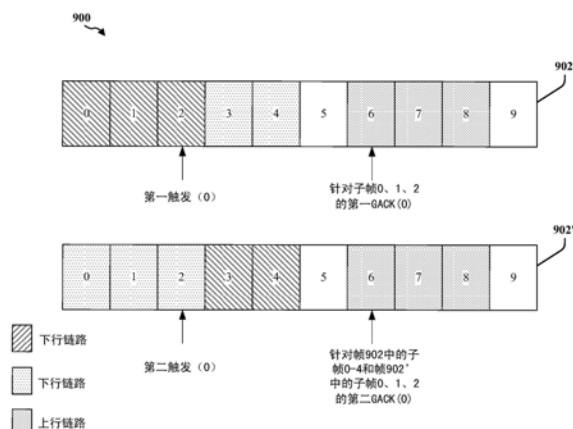 900
902
0 1 2 3 4 5 6 7 8 9
第一触发（0）
针对子帧0、1、2
的第一GACK(0)
902'
0 1 2 3 4 5 6 7 8 9
第二触发（0）
针对帧902中的子
帧0-4和帧902'
中的子帧0、1、2
的第二GACK(0)
下行链路
下行链路
上行链路